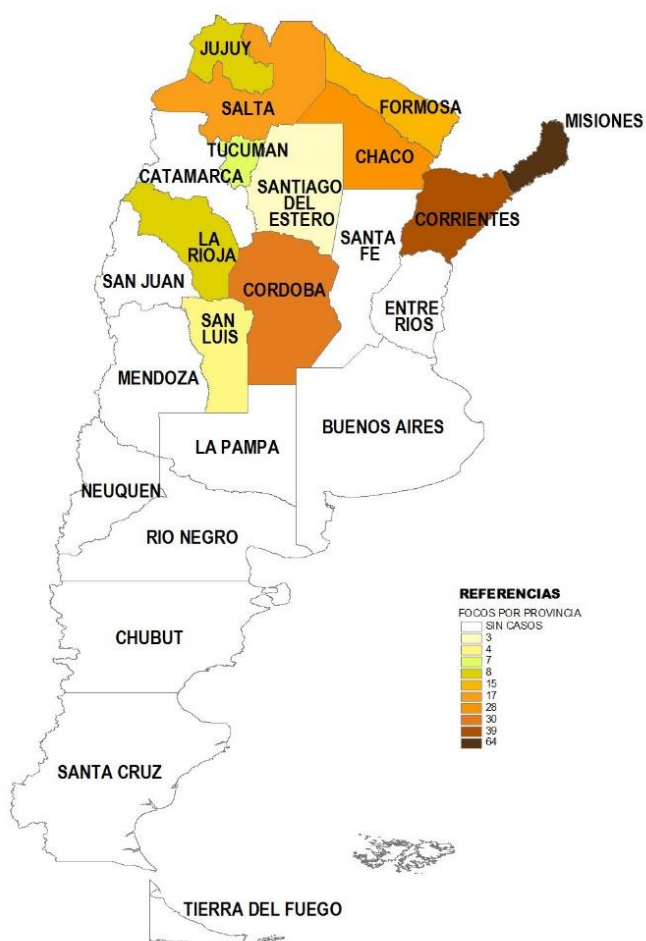 JUJUY
SALTA
FORMOSA
MISIONES
TUCUMAN
CHACO
CATAMARCA
SANTIAGO
DEL
ESTERO
CORRIENTES
LA
RIOJA
SANTA
FE
SAN JUAN
CORDOBA
ENTRE
RIOS
SAN
LUIS
MENDOZA
BUENOS AIRES
LA PAMPA
NEUQUEN
RIO NEGRO
CHUBUT
SANTA CRUZ
TIERRA DEL FUEGO
REFERENCIAS
FOCOS POR PROVINCIA
SIN CASOS
3
4
7
8
15
17
28
30
39
64